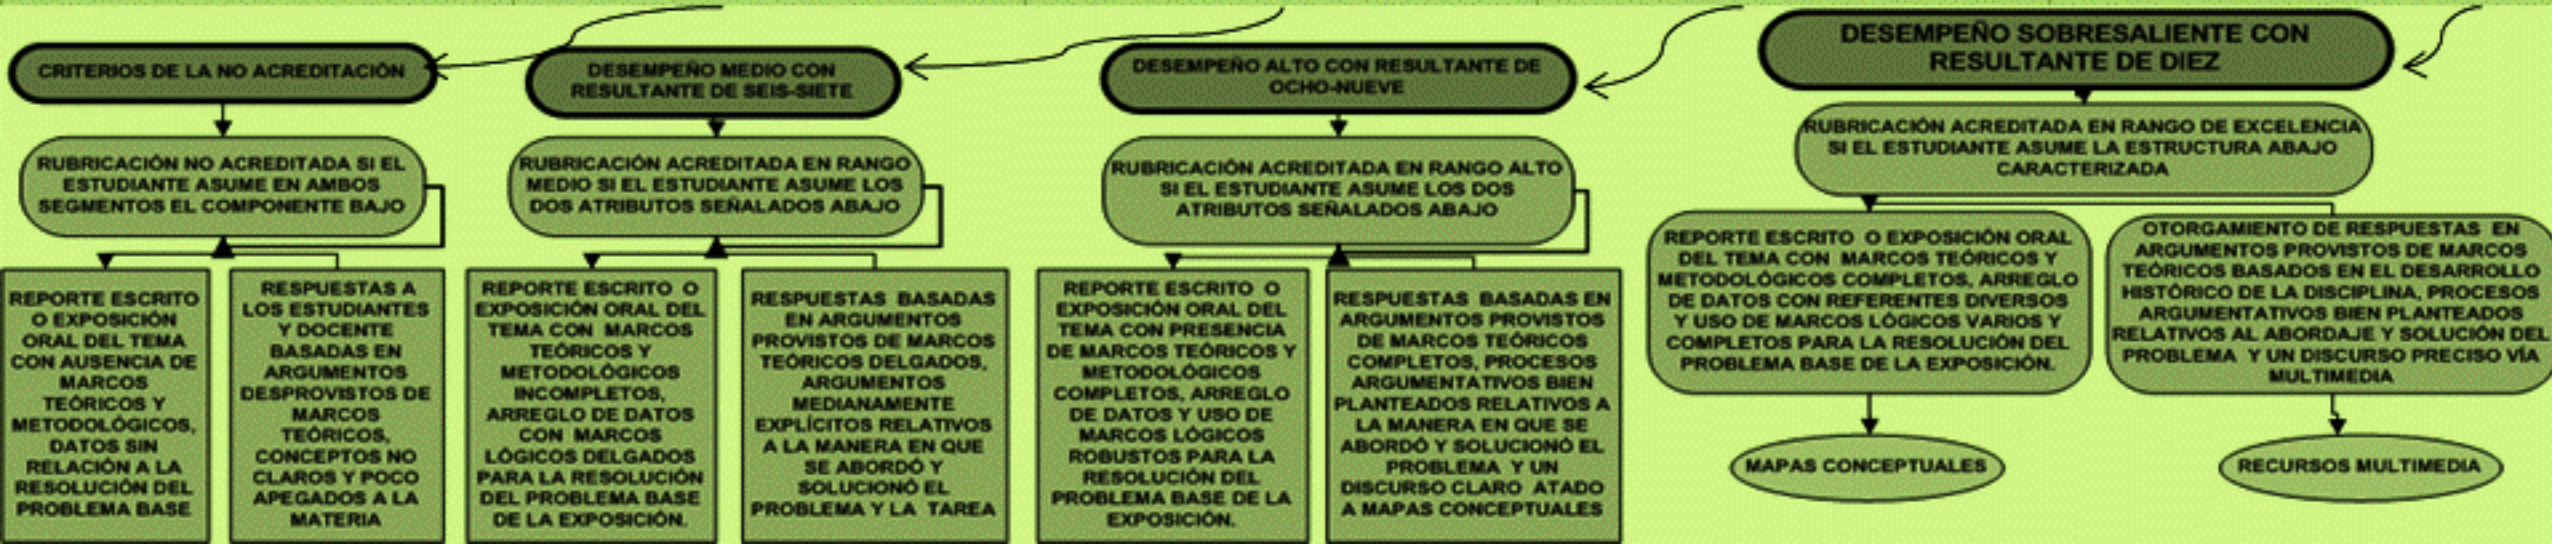 CRITERIOS DE LA NO ACREDITACIÓN
RUBRICACIÓN NO ACREDITADA SI EL
ESTUDIANTE ASUME EN AMBOS
SEGMENTOS EL COMPONENTE BAJO
REPORTE ESCRITO
O EXPOSICIÓN
ORAL DEL TEMA
CON AUSENCIA DE
MARCOS
TEÓRICOS Y
METODOLÓGICOS,
DATOS SIN
RELACIÓN A LA
RESOLUCIÓN DEL
PROBLEMA BASE
RESPUESTAS A
LOS ESTUDIANTES
Y DOCENTE
BASADAS EN
ARGUMENTOS
DESPROVISTOS DE
MARCOS
TEÓRICOS,
CONCEPTOS NO
CLAROS Y POCO
APEGADOS A LA
MATERIA
DESEMPEÑO MEDIO CON
RESULTANTE DE SEIS-SIETE
RUBRICACIÓN ACREDITADA EN RANGO
MEDIO SI EL ESTUDIANTE ASUME LOS
DOS ATRIBUTOS SEÑALADOS ABAJO
REPORTE ESCRITO O
EXPOSICIÓN ORAL DEL
TEMA CON MARCOS
TEÓRICOS Y
METODOLÓGICOS
INCOMPLETOS,
ARREGLO DE DATOS
CON MARCOS
LÓGICOS DELGADOS
PARA LA RESOLUCIÓN
DEL PROBLEMA BASE
DE LA EXPOSICIÓN.
RESPUESTAS BASADAS
EN ARGUMENTOS
PROVISTOS DE MARCOS
TEÓRICOS DELGADOS,
ARGUMENTOS
MEDIANAMENTE
EXPLÍCITOS RELATIVOS
A LA MANERA EN QUE
SE ABORDÓ Y
SOLUCIONÓ EL
PROBLEMA Y LA TAREA
DESEMPEÑO ALTO CON RESULTANTE DE
OCHO-NUEVE
RUBRICACIÓN ACREDITADA EN RANGO ALTO
SI EL ESTUDIANTE ASUME LOS DOS
ATRIBUTOS SEÑALADOS ABAJO
REPORTE ESCRITO O
EXPOSICIÓN ORAL DEL
TEMA CON PRESENCIA
DE MARCOS TEÓRICOS Y
METODOLÓGICOS
COMPLETOS, ARREGLO
DE DATOS Y USO DE
MARCOS LÓGICOS
ROBUSTOS PARA LA
RESOLUCIÓN DEL
PROBLEMA BASE DE LA
EXPOSICIÓN.
RESPUESTAS BASADAS EN
ARGUMENTOS PROVISTOS
DE MARCOS TEÓRICOS
COMPLETOS, PROCESOS
ARGUMENTATIVOS BIEN
PLANTEADOS RELATIVOS A
LA MANERA EN QUE SE
ABORDÓ Y SOLUCIONÓ EL
PROBLEMA Y UN
DISCURSO CLARO ATADO
A MAPAS CONCEPTUALES
DESEMPEÑO SOBRESALIENTE CON
RESULTANTE DE DIEZ
RUBRICACIÓN ACREDITADA EN RANGO DE EXCELENCIA
SI EL ESTUDIANTE ASUME LA ESTRUCTURA ABAJO
CARACTERIZADA
REPORTE ESCRITO O EXPOSICIÓN ORAL
DEL TEMA CON MARCOS TEÓRICOS Y
METODOLÓGICOS COMPLETOS, ARREGLO
DE DATOS CON REFERENTES DIVERSOS
Y USO DE MARCOS LÓGICOS VARIOS Y
COMPLETOS PARA LA RESOLUCIÓN DEL
PROBLEMA BASE DE LA EXPOSICIÓN.
MAPAS CONCEPTUALES
OTORGAMIENTO DE RESPUESTAS EN
ARGUMENTOS PROVISTOS DE MARCOS
TEÓRICOS BASADOS EN EL DESARROLLO
HISTÓRICO DE LA DISCIPLINA, PROCESOS
ARGUMENTATIVOS BIEN PLANTEADOS
RELATIVOS AL ABORDAJE Y SOLUCIÓN DEL
PROBLEMA Y UN DISCURSO PRECISO VÍA
MULTIMEDIA
RECURSOS MULTIMEDIA